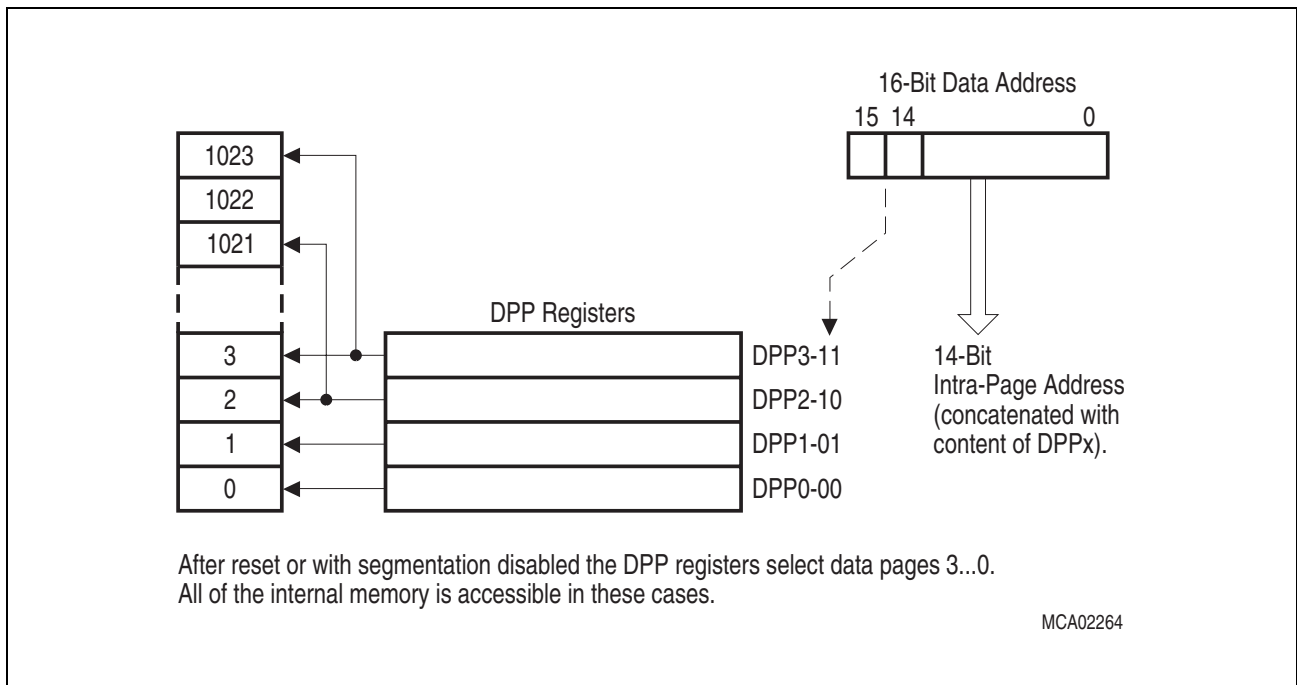 16-Bit Data Address
15 14 0
1023
1022
1021
DPP Registers
3
DPP3-11
2
DPP2-10
1
DPP1-01
0
DPP0-00
14-Bit
Intra-Page Address
(concatenated with
content of DPPx).
After reset or with segmentation disabled the DPP registers select data pages 3...0.
All of the internal memory is accessible in these cases.
MCA02264